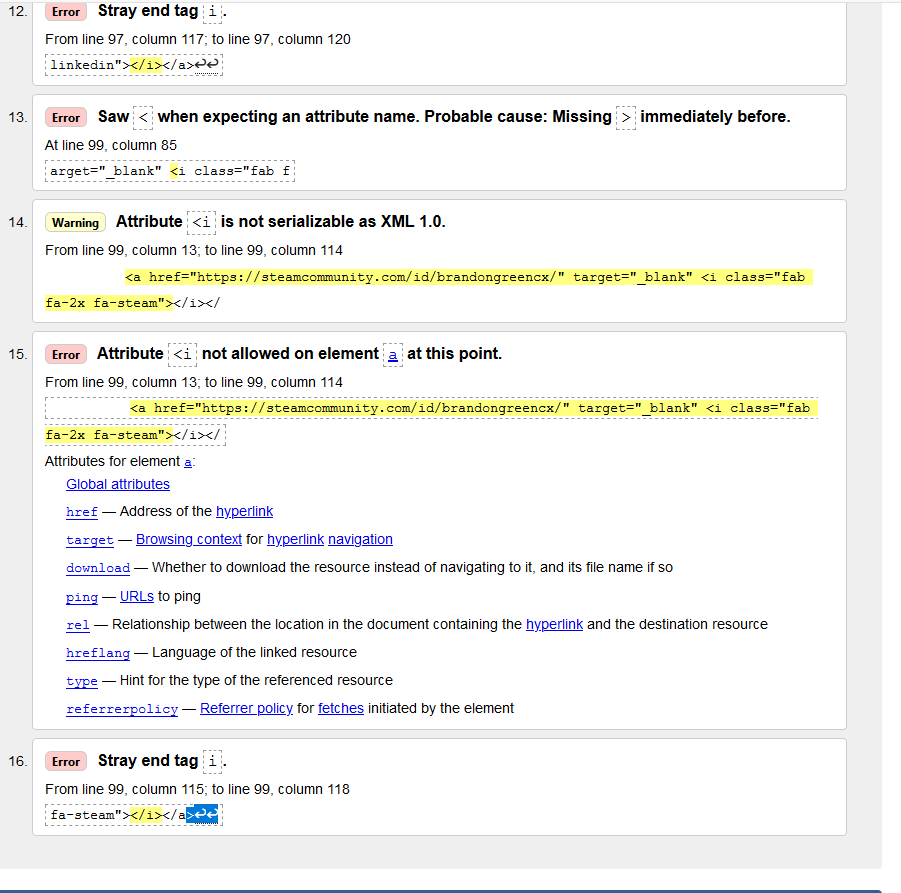 12. Error Stray end tag i.
From line 97, column 117; to line 97, column 120
linkedin"></i></a>↩↩
13. Error Saw < when expecting an attribute name. Probable cause: Missing > immediately before.
At line 99, column 85
arget="_blank" <i class="fab f
14. Warning Attribute <i is not serializable as XML 1.0.
From line 99, column 13; to line 99, column 114
<a href="https://steamcommunity.com/id/brandongreencx/" target="_blank" <i class="fab
fa-2x fa-steam"></i></
15. Error Attribute <i not allowed on element a at this point.
From line 99, column 13; to line 99, column 114
<a href="https://steamcommunity.com/id/brandongreencx/" target="_blank" <i class="fab
fa-2x fa-steam"></i></
Attributes for element a:
Global attributes
href — Address of the hyperlink
target — Browsing context for hyperlink navigation
download — Whether to download the resource instead of navigating to it, and its file name if so
ping — URLs to ping
rel — Relationship between the location in the document containing the hyperlink and the destination resource
hreflang — Language of the linked resource
type — Hint for the type of the referenced resource
referrerpolicy — Referrer policy for fetches initiated by the element
16. Error Stray end tag i.
From line 99, column 115; to line 99, column 118
fa-steam"></i></a>↩↩